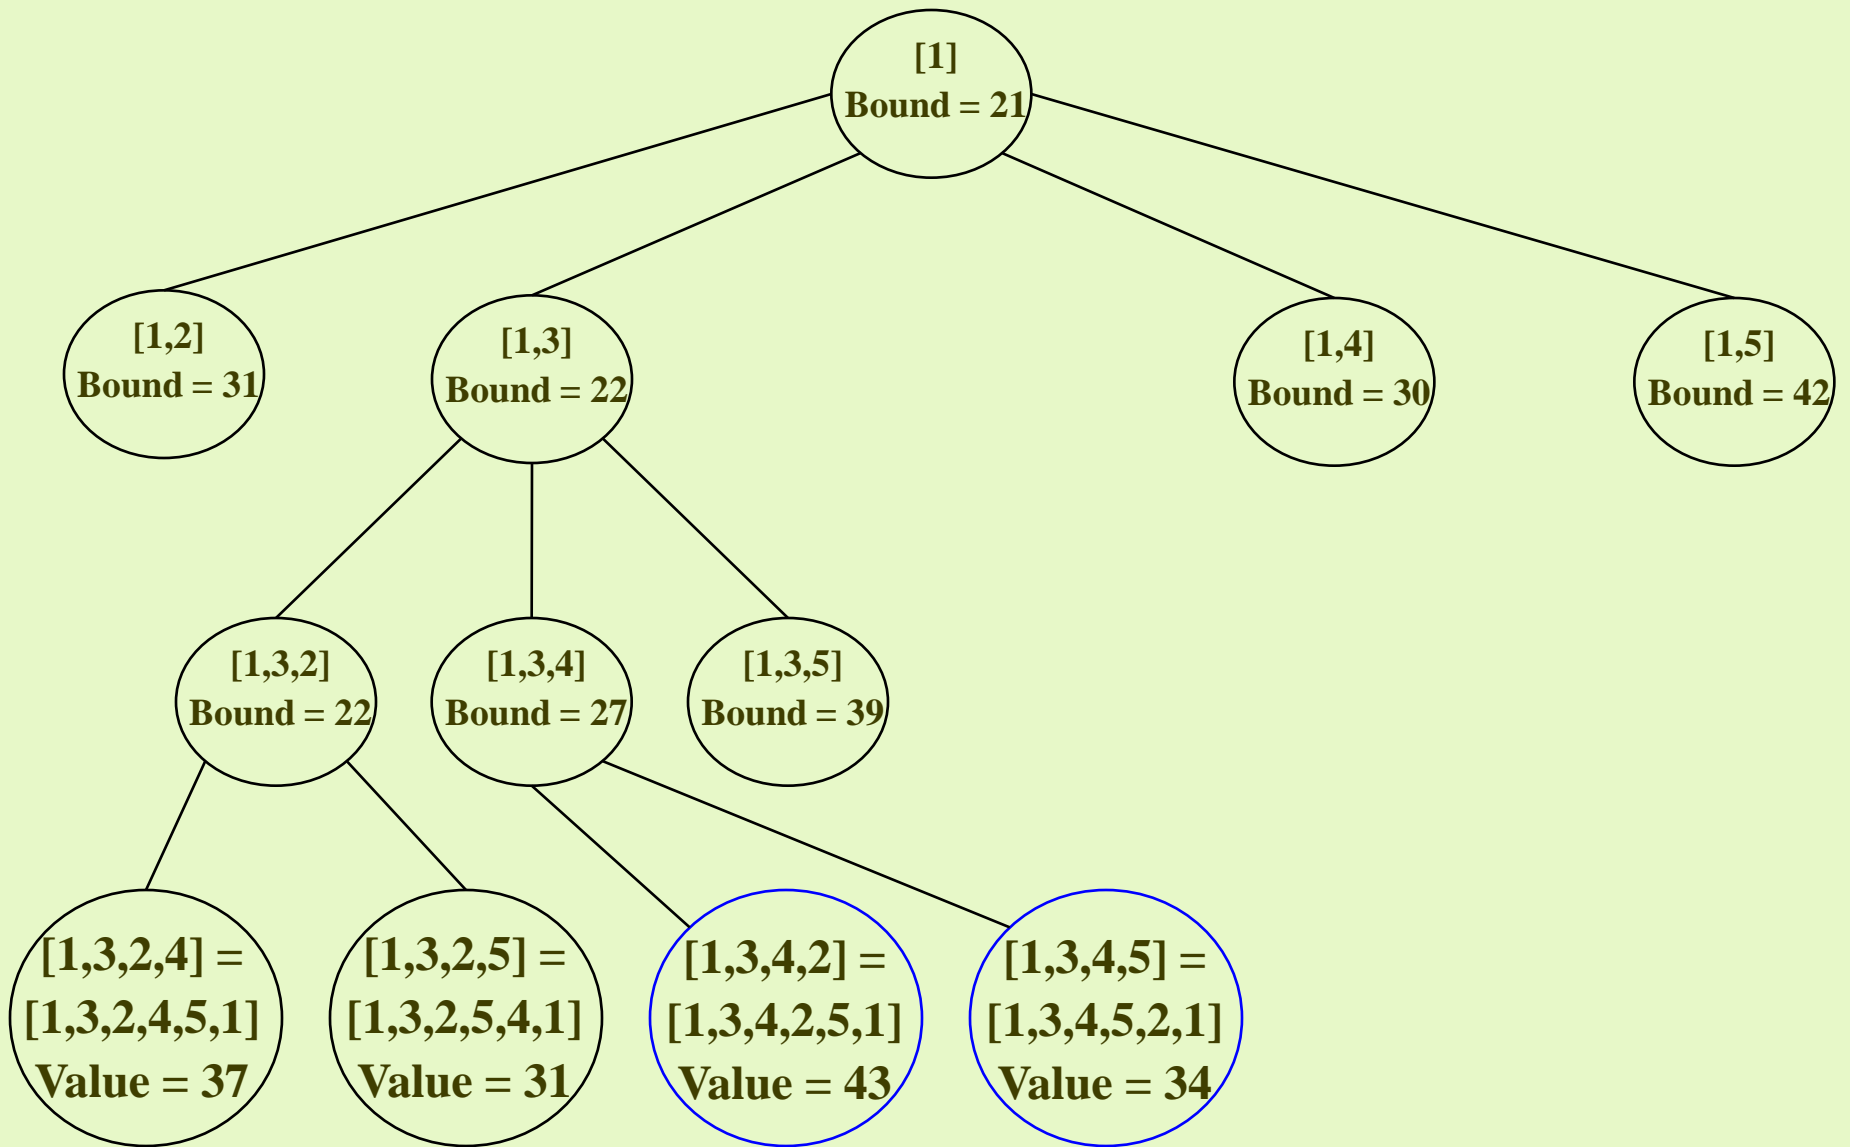 [1]
Bound = 21
[1,2]
Bound = 31
[1,3]
Bound = 22
[1,4]
Bound = 30
[1,5]
Bound = 42
[1,3,2]
Bound = 22
[1,3,4]
Bound = 27
[1,3,5]
Bound = 39
[1,3,2,4] =
[1,3,2,4,5,1]
Value = 37
[1,3,2,5] =
[1,3,2,5,4,1]
Value = 31
[1,3,4,2] =
[1,3,4,2,5,1]
Value = 43
[1,3,4,5] =
[1,3,4,5,2,1]
Value = 34